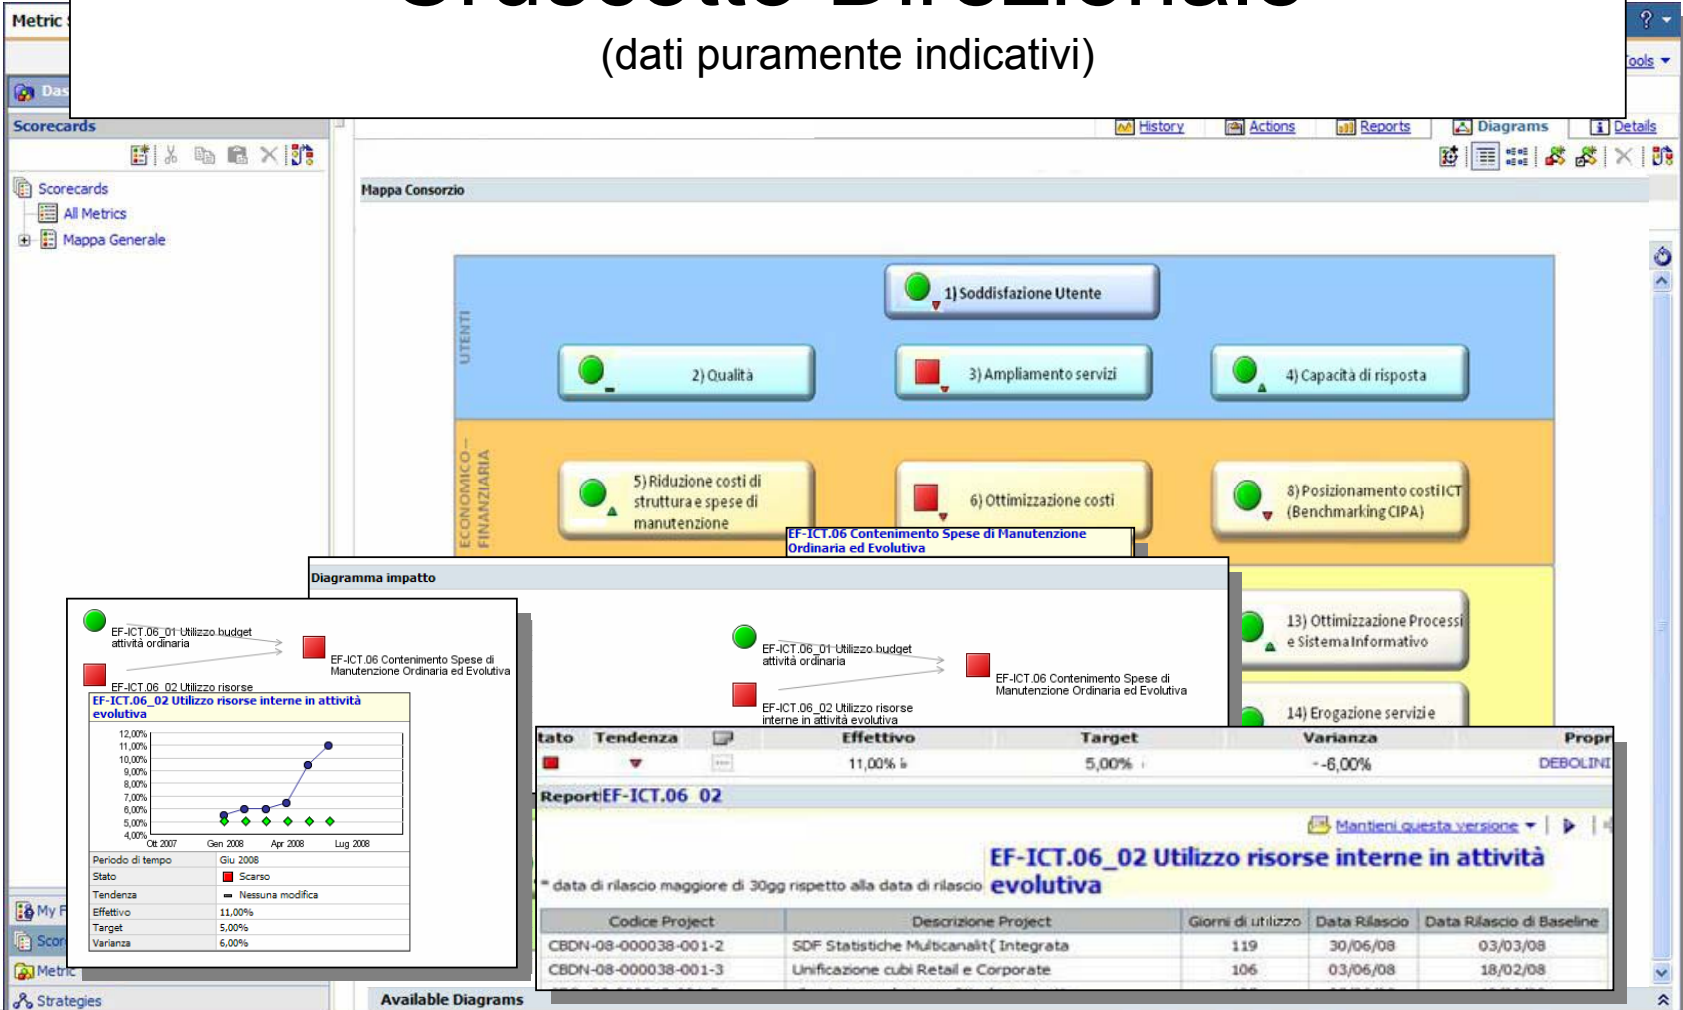 Cruscotto Direzionale
(dati puramente indicativi)
Metric
?
Tools
Scorecards
History
Actions
Reports
Diagrams
Details
Scorecards
All Metrics
Mappa Generale
Mappa Consorzio
UTENTI
1) Soddisfazione Utente
2) Qualità
3) Ampliamento servizi
4) Capacità di risposta
ECONOMICO –
FINANZIARIA
5) Riduzione costi di
struttura e spese di
manutenzione
6) Ottimizzazione costi
8) Posizionamento costi ICT
(Benchmarking CIPA)
EF-ICT.06 Contenimento Spese di Manutenzione
Ordinaria ed Evolutiva
13) Ottimizzazione Processi
e Sistema Informativo
14) Erogazione servizi e
Diagramma impatto
EF-ICT.06_01 Utilizzo budget
attività ordinaria
EF-ICT.06 Contenimento Spese di
Manutenzione Ordinaria ed Evolutiva
EF-ICT.06_02 Utilizzo risorse
interne in attività evolutiva
EF-ICT.06_01 Utilizzo budget
attività ordinaria
EF-ICT.06 Contenimento Spese di
Manutenzione Ordinaria ed Evolutiva
EF-ICT.06_02 Utilizzo risorse
EF-ICT.06_02 Utilizzo risorse interne in attività
evolutiva
12,00%
11,00%
10,00%
9,00%
8,00%
7,00%
6,00%
5,00%
4,00%
Ott 2007 Gen 2008 Apr 2008 Lug 2008
Periodo di tempo Giu 2008
Stato Scarso
Tendenza Nessuna modifica
Effettivo 11,00%
Target 5,00%
Varianza 6,00%
tato Tendenza Effettivo Target Varianza Propr
11,00% 5,00% --6,00% DEBOLINI
Report EF-ICT.06_02
Mantieni questa versione
EF-ICT.06_02 Utilizzo risorse interne in attività
evolutiva
* data di rilascio maggiore di 30gg rispetto alla data di rilascio
Codice Project Descrizione Project Giorni di utilizzo Data Rilascio Data Rilascio di Baseline
CBDN-08-000038-001-2 SDF Statistiche Multicanalit{ Integrata 119 30/06/08 03/03/08
CBDN-08-000038-001-3 Unificazione cubi Retail e Corporate 106 03/06/08 18/02/08
My F
Scor
Metric
Strategies
Available Diagrams